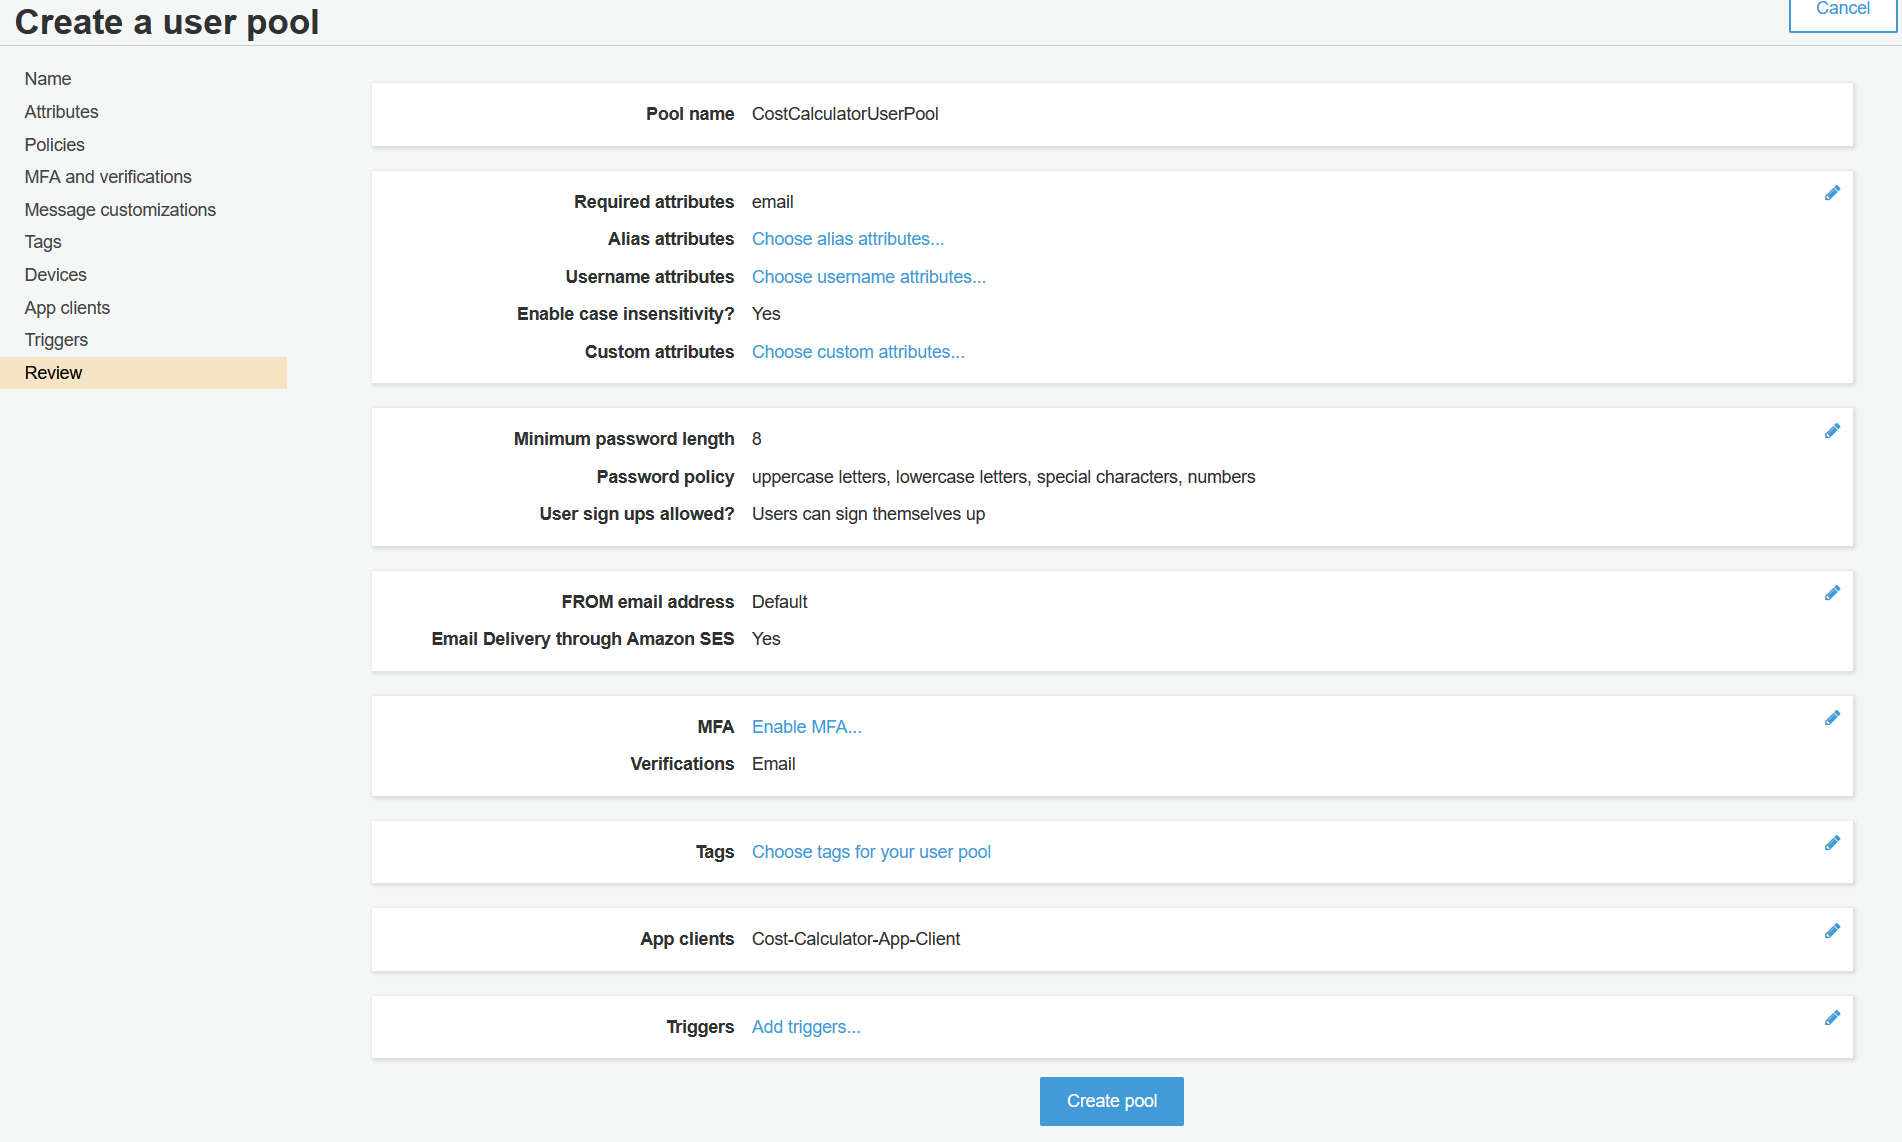 Create a user pool
Cancel
Name
Attributes
Policies
MFA and verifications
Message customizations
Tags
Devices
App clients
Triggers
Review
Pool name CostCalculatorUserPool
Required attributes email
Alias attributes Choose alias attributes...
Username attributes Choose username attributes...
Enable case insensitivity? Yes
Custom attributes Choose custom attributes...
Minimum password length 8
Password policy uppercase letters, lowercase letters, special characters, numbers
User sign ups allowed? Users can sign themselves up
FROM email address Default
Email Delivery through Amazon SES Yes
MFA Enable MFA...
Verifications Email
Tags Choose tags for your user pool
App clients Cost-Calculator-App-Client
Triggers Add triggers...
Create pool